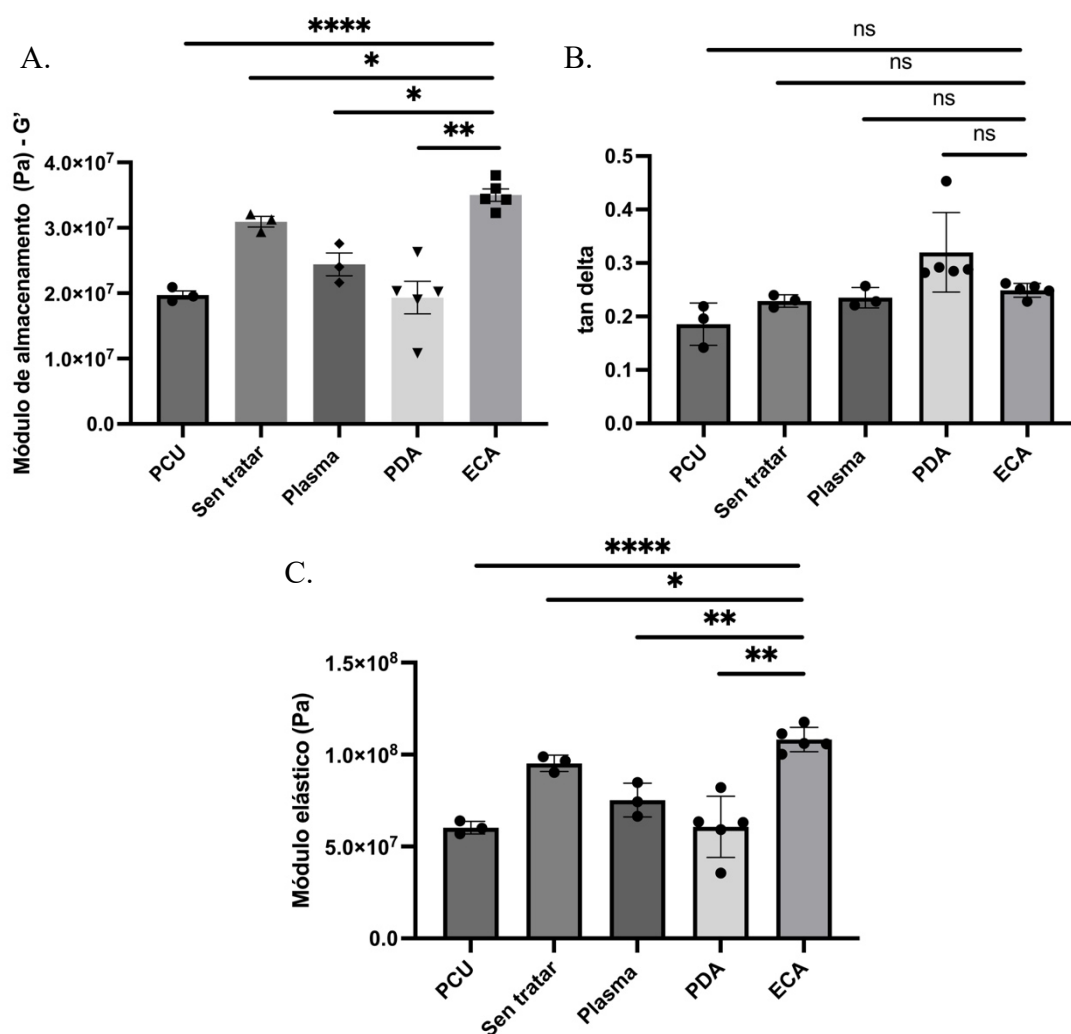 A.
****
*
*
**
Módulo de almacenamento (Pa) - G'
4.0×10⁷
3.0×10⁷
2.0×10⁷
1.0×10⁷
0.0
PCU
Sen tratar
Plasma
PDA
ECA
B.
ns
ns
ns
ns
tan delta
0.5
0.4
0.3
0.2
0.1
0.0
PCU
Sen tratar
Plasma
PDA
ECA
C.
****
*
**
**
Módulo elástico (Pa)
1.5×10⁸
1.0×10⁸
5.0×10⁷
0.0
PCU
Sen tratar
Plasma
PDA
ECA